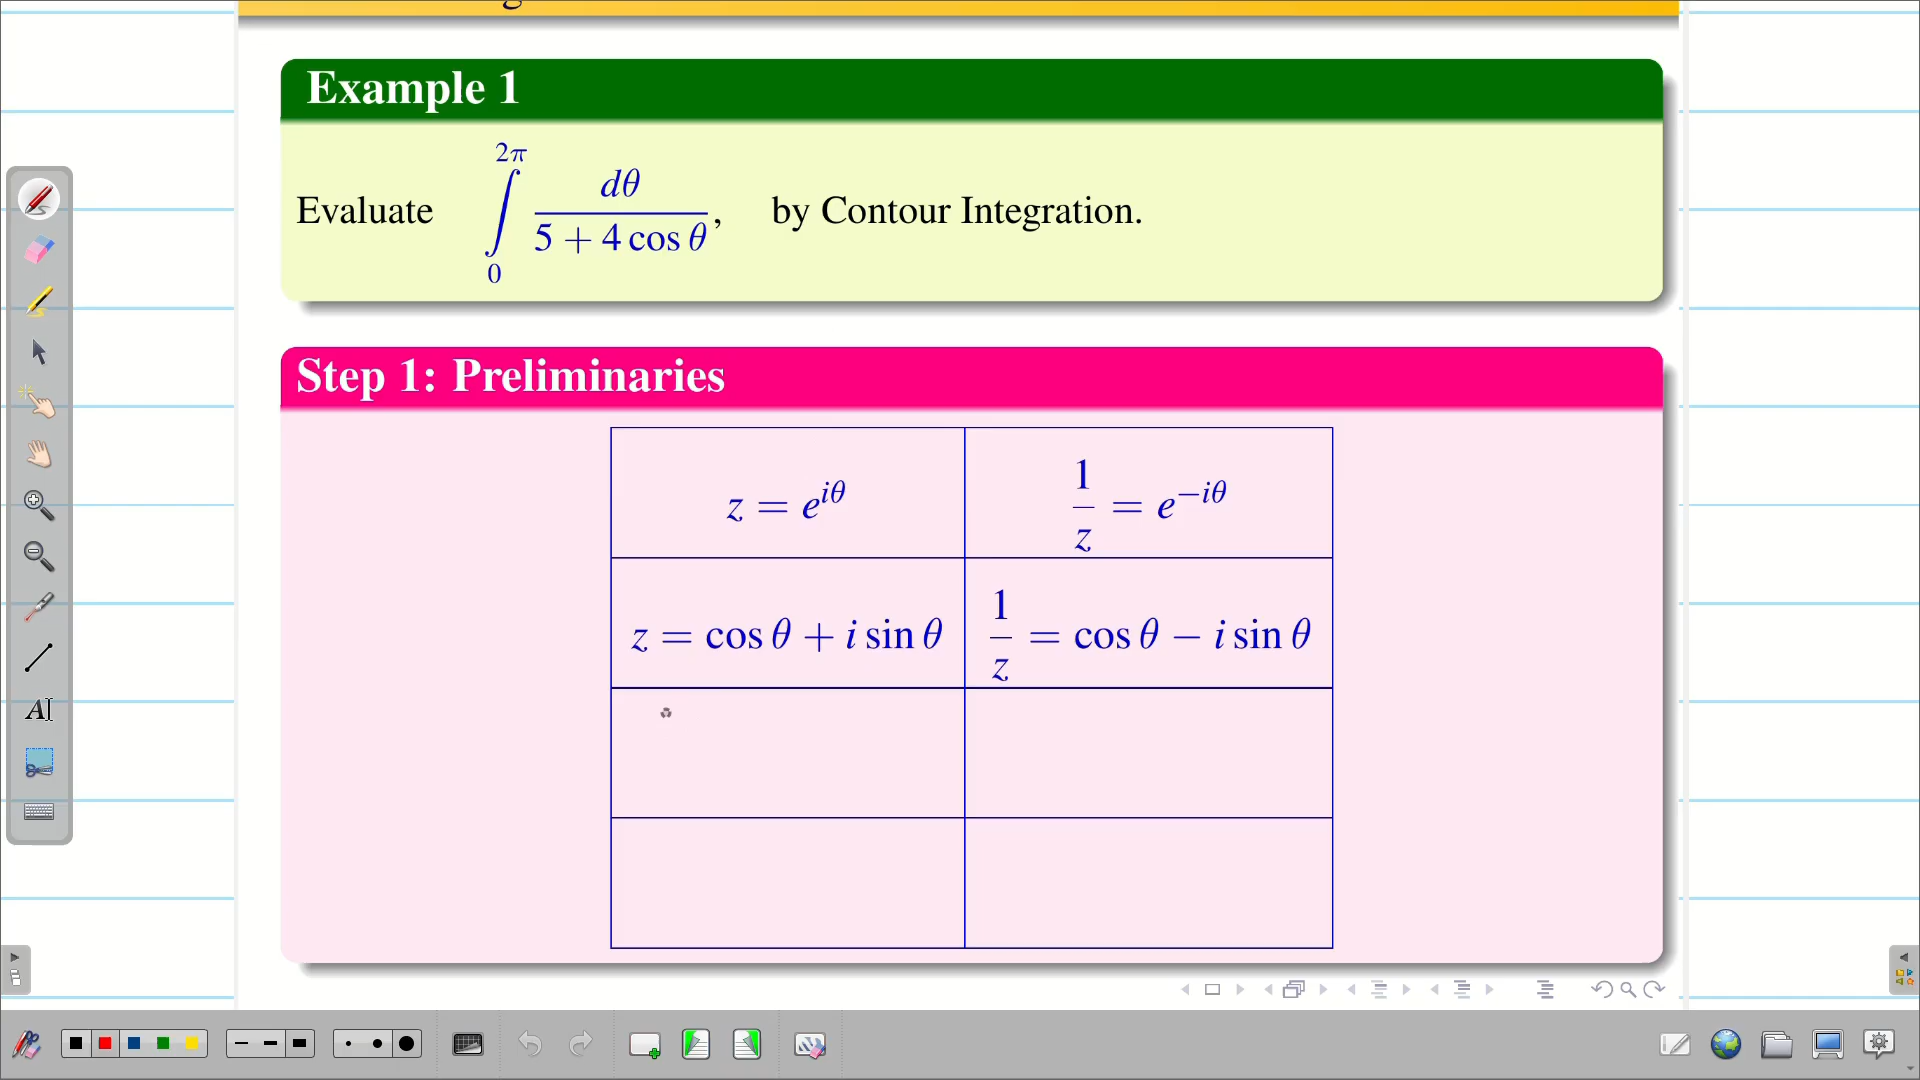 Example 1
Evaluate ∫₀^{2π} dθ / (5 + 4 cos θ), by Contour Integration.
Step 1: Preliminaries
z = e^{iθ} 1/z = e^{−iθ}
z = cos θ + i sin θ 1/z = cos θ − i sin θ